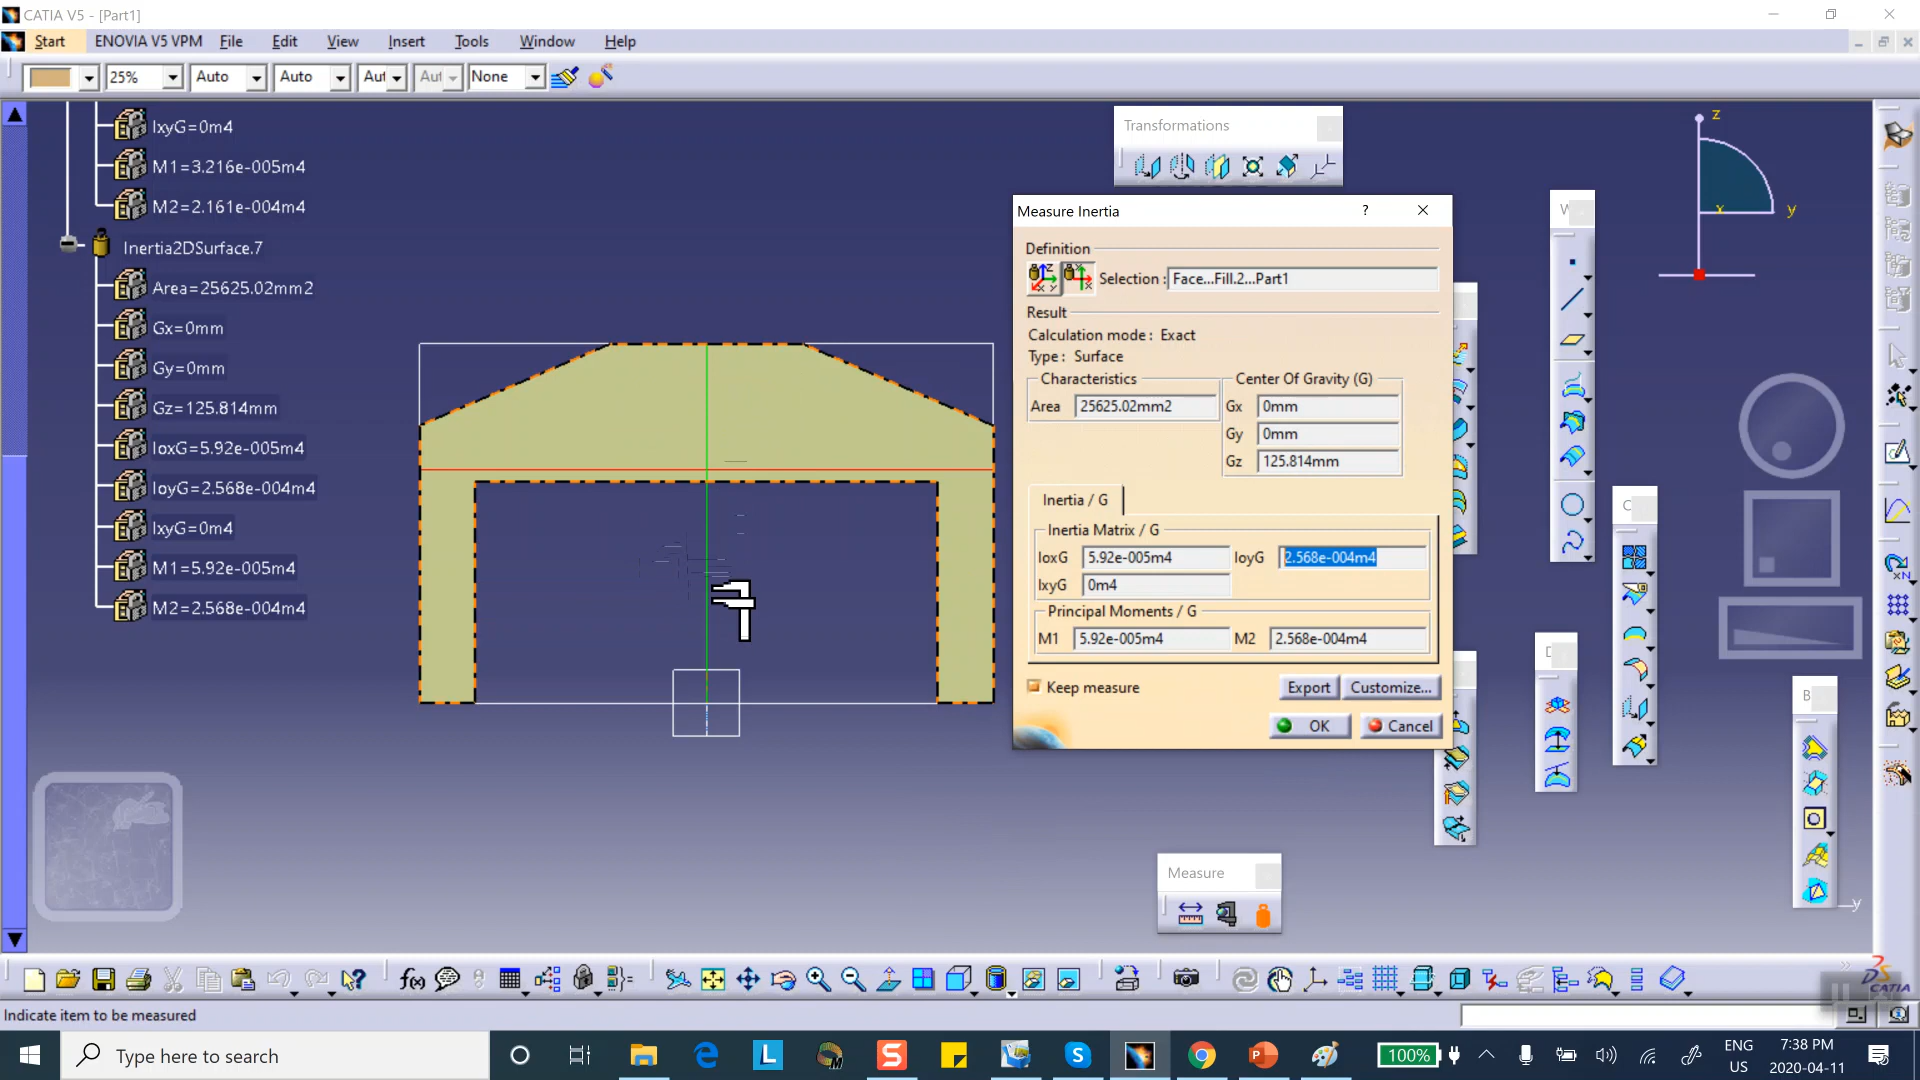 CATIA V5 - [Part1]
Start ENOVIA V5 VPM File Edit View Insert Tools Window Help
25% Auto Auto Aut Aut None
IxyG=0m4
M1=3.216e-005m4
M2=2.161e-004m4
Inertia2DSurface.7
Area=25625.02mm2
Gx=0mm
Gy=0mm
Gz=125.814mm
IoxG=5.92e-005m4
IoyG=2.568e-004m4
IxyG=0m4
M1=5.92e-005m4
M2=2.568e-004m4
Transformations
Measure Inertia ?
Definition
Selection : Face...Fill.2...Part1
Result
Calculation mode : Exact
Type : Surface
Characteristics
Area 25625.02mm2
Center Of Gravity (G)
Gx 0mm
Gy 0mm
Gz 125.814mm
Inertia / G
Inertia Matrix / G
IoxG 5.92e-005m4 IoyG 2.568e-004m4
IxyG 0m4
Principal Moments / G
M1 5.92e-005m4 M2 2.568e-004m4
Keep measure Export Customize...
OK Cancel
z
x y
C
B
y
Measure
f(x)
CATIA
Indicate item to be measured
Type here to search
100%
ENG
US
7:38 PM
2020-04-11